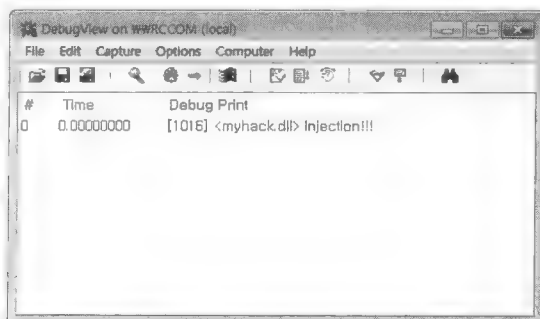 DebugView on WWRCCOM (local)
File Edit Capture Options Computer Help
# Time Debug Print
0 0.00000000 [1016] <myhack.dll> Injection!!!